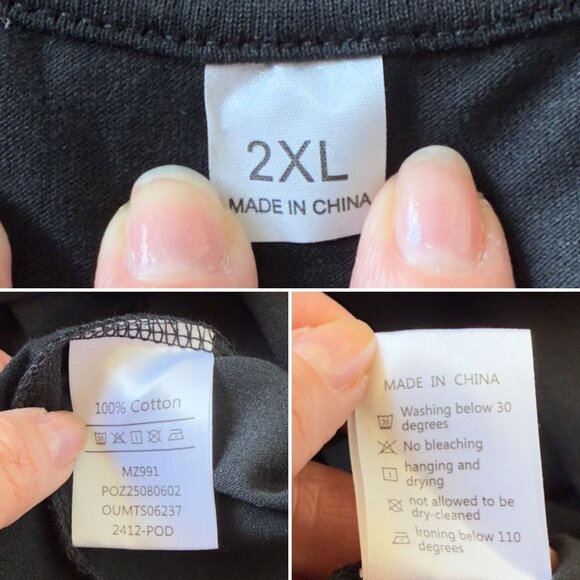 2XL
MADE IN CHINA
100% Cotton
MZ991
POZ25080602
OUMTS06237
2412-POD
MADE IN CHINA
30
Washing below 30
degrees
No bleaching
hanging and
drying
not allowed to be
dry-cleaned
Ironing below 110
degrees